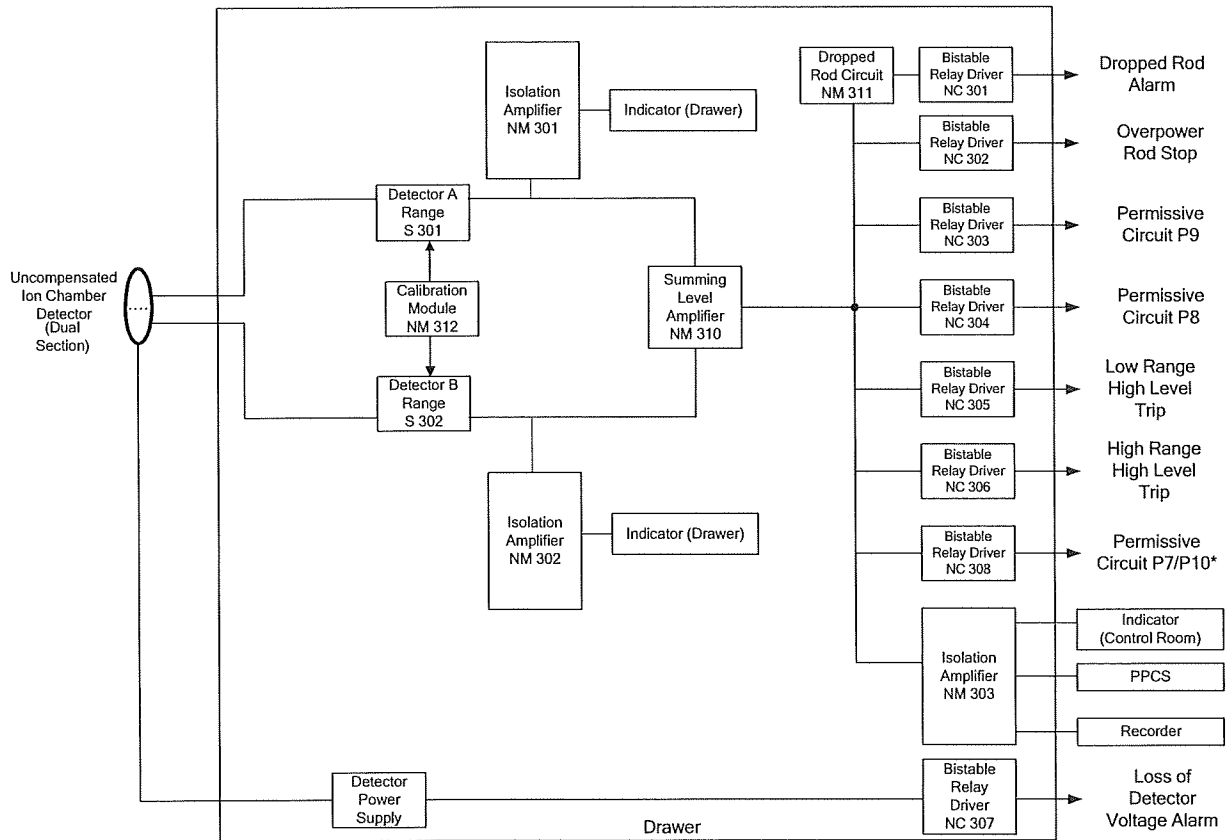 Uncompensated
Ion Chamber
Detector
(Dual
Section)
Detector A
Range
S 301
Calibration
Module
NM 312
Detector B
Range
S 302
Isolation
Amplifier
NM 301
Indicator (Drawer)
Isolation
Amplifier
NM 302
Indicator (Drawer)
Summing
Level
Amplifier
NM 310
Dropped
Rod Circuit
NM 311
Bistable
Relay Driver
NC 301
Dropped Rod
Alarm
Bistable
Relay Driver
NC 302
Overpower
Rod Stop
Bistable
Relay Driver
NC 303
Permissive
Circuit P9
Bistable
Relay Driver
NC 304
Permissive
Circuit P8
Bistable
Relay Driver
NC 305
Low Range
High Level
Trip
Bistable
Relay Driver
NC 306
High Range
High Level
Trip
Bistable
Relay Driver
NC 308
Permissive
Circuit P7/P10*
Isolation
Amplifier
NM 303
Indicator
(Control Room)
PPCS
Recorder
Detector
Power
Supply
Bistable
Relay
Driver
NC 307
Loss of
Detector
Voltage Alarm
Drawer